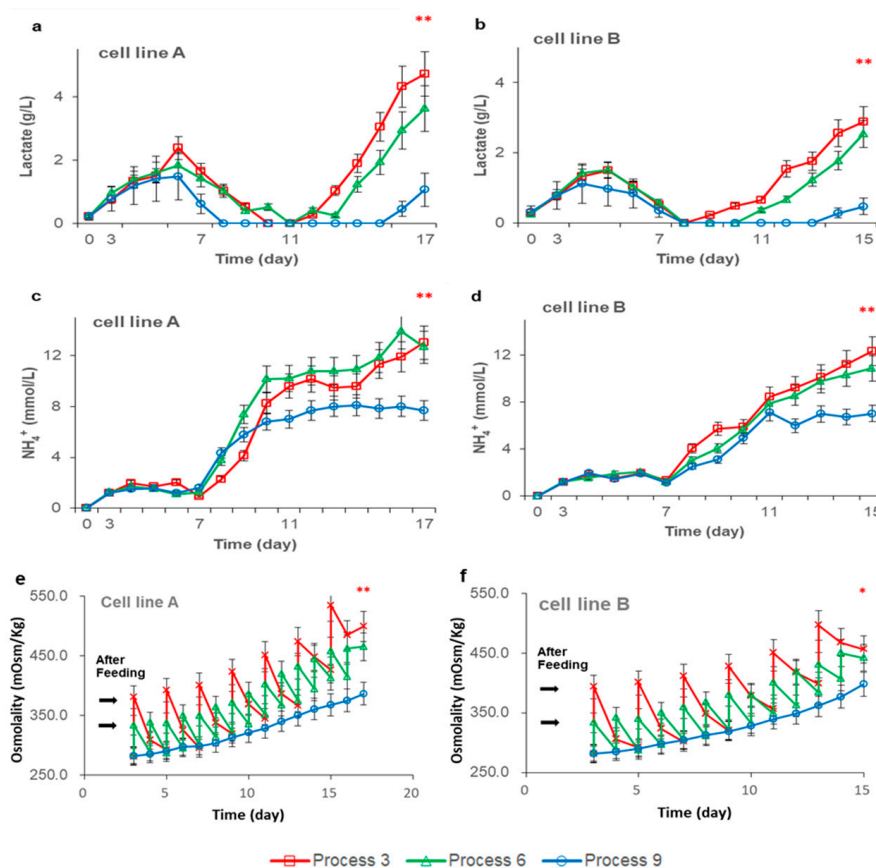 a
cell line A
**
Lactate (g/L)
4
2
0
0 3 7 11 17
Time (day)
b
cell line B
**
Lactate (g/L)
4
2
0
0 3 7 11 15
Time (day)
c
cell line A
**
NH₄⁺ (mmol/L)
12
8
4
0
0 3 7 11 17
Time (day)
d
cell line B
**
NH₄⁺ (mmol/L)
12
8
4
0
0 3 7 11 15
Time (day)
e
Cell line A
**
Osmolality (mOsm/Kg)
550.0
450.0
350.0
250.0
After
Feeding
0 5 10 15 20
Time (day)
f
cell line B
*
Osmolality (mOsm/Kg)
550.0
450.0
350.0
250.0
After
Feeding
0 5 10 15
Time (day)
Process 3 Process 6 Process 9